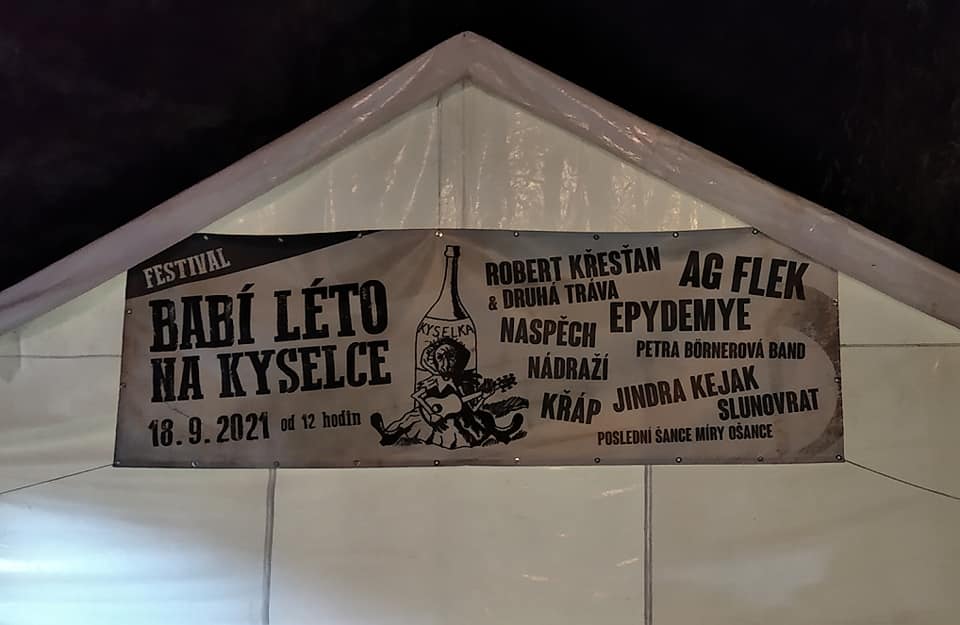 FESTIVAL
BABÍ LÉTO
NA KYSELCE
18.9.2021 od 12 hodin
KYSELKA
ROBERT KŘESŤAN
& DRUHÁ TRÁVA
AG FLEK
NASPĚCH
EPYDEMYE
NÁDRAŽÍ
PETRA BÖRNEROVÁ BAND
KŘÁP
JINDRA KEJAK
SLUNOVRAT
POSLEDNÍ ŠANCE MÍRY OŠANCE